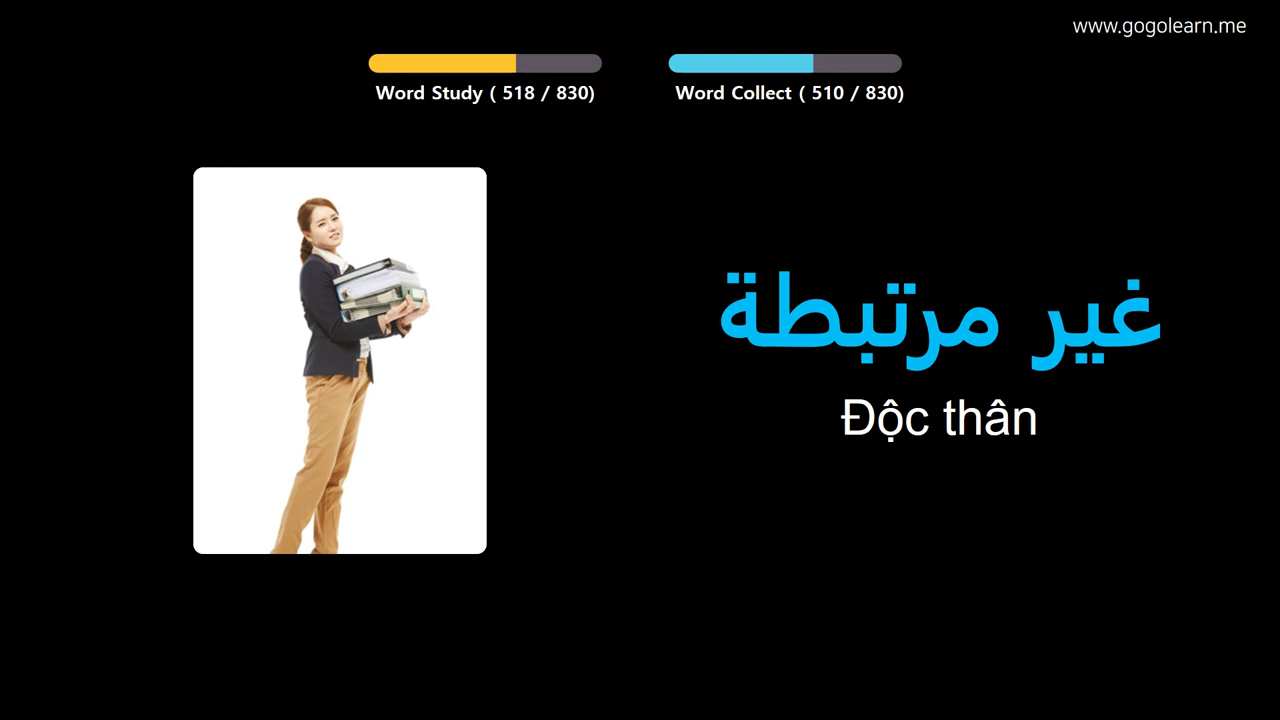 www.gogolearn.me
Word Study ( 518 / 830)
Word Collect ( 510 / 830)
غير مرتبطة
Độc thân